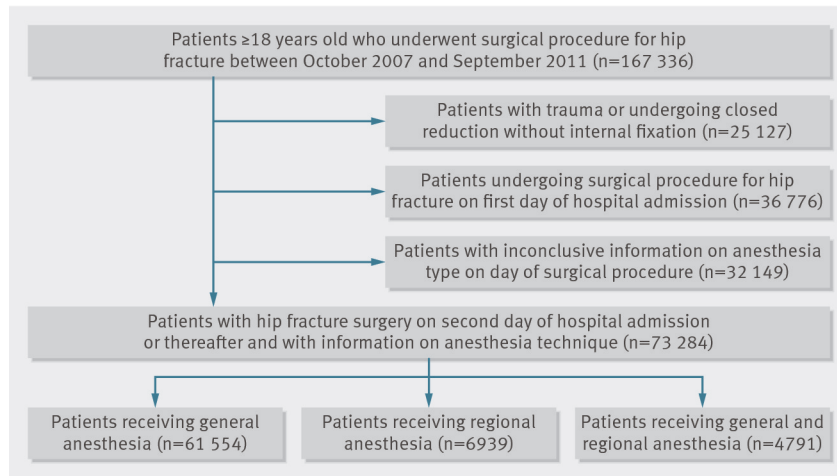 Patients ≥18 years old who underwent surgical procedure for hip
fracture between October 2007 and September 2011 (n=167 336)
Patients with trauma or undergoing closed
reduction without internal fixation (n=25 127)
Patients undergoing surgical procedure for hip
fracture on first day of hospital admission (n=36 776)
Patients with inconclusive information on anesthesia
type on day of surgical procedure (n=32 149)
Patients with hip fracture surgery on second day of hospital admission
or thereafter and with information on anesthesia technique (n=73 284)
Patients receiving general
anesthesia (n=61 554)
Patients receiving regional
anesthesia (n=6939)
Patients receiving general and
regional anesthesia (n=4791)